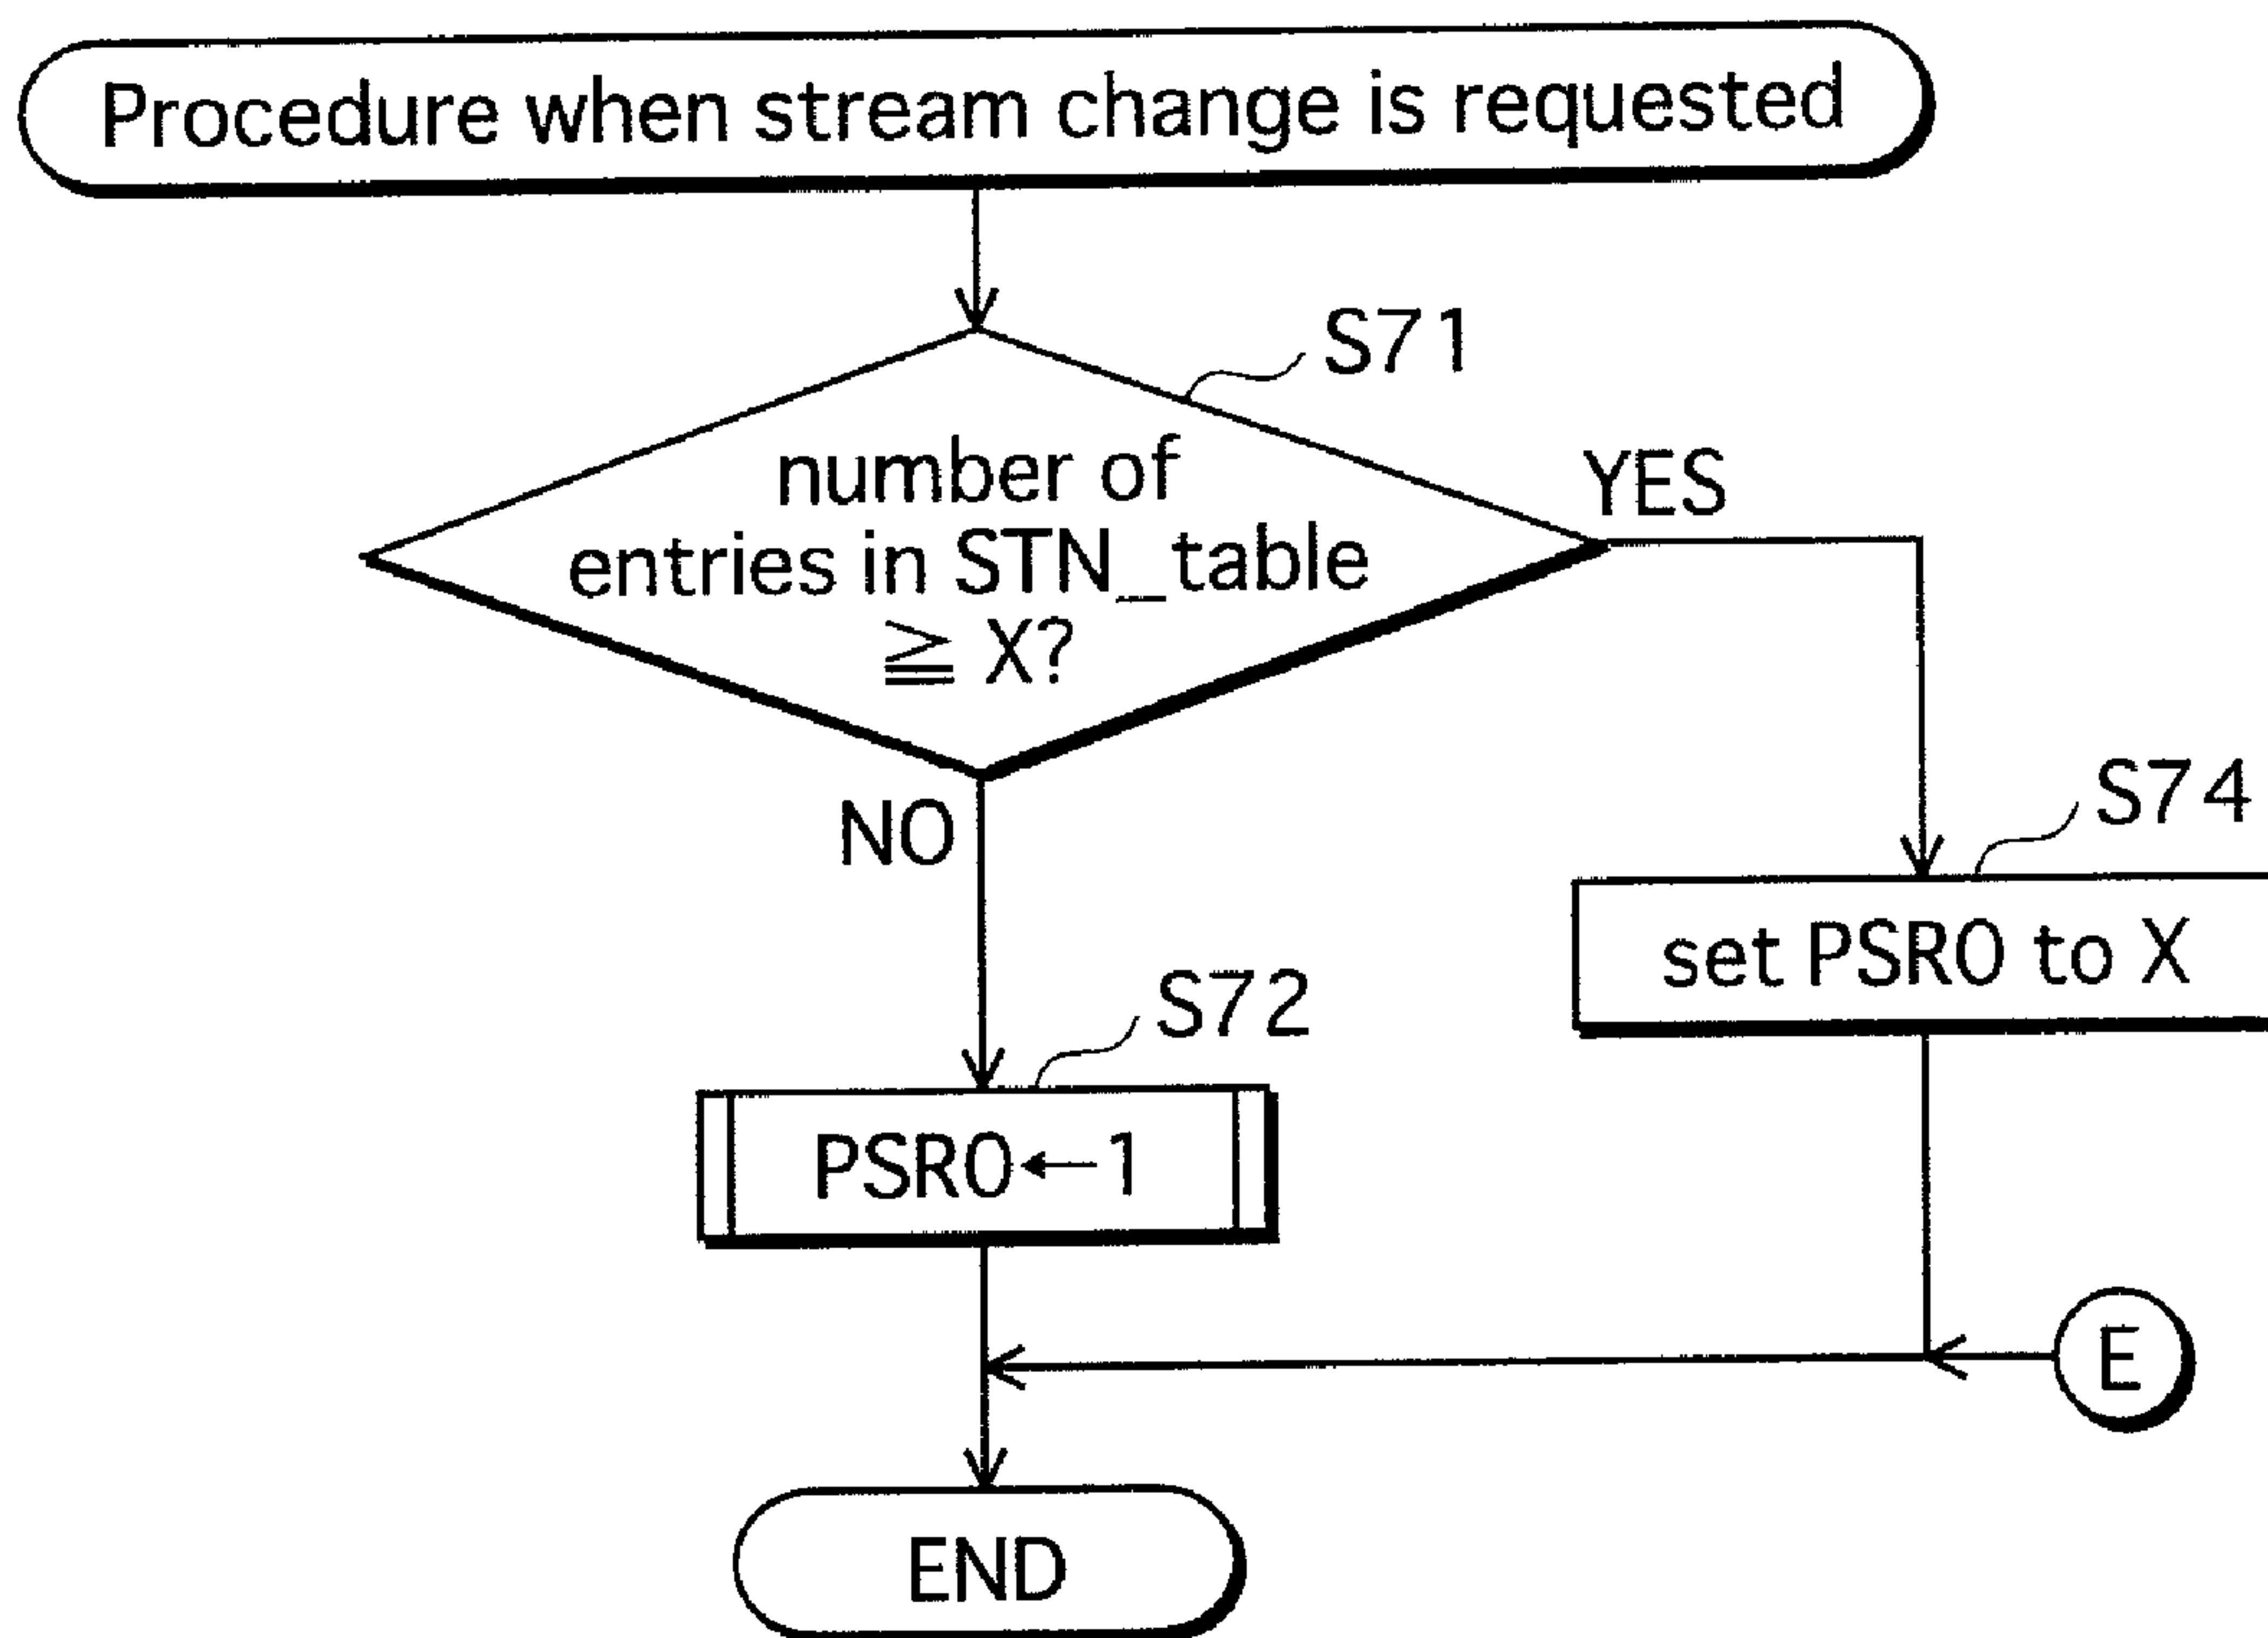 Procedure when stream change is requested
S71
number of
entries in STN_table
≧ X?
YES
NO
S74
set PSR0 to X
S72
PSR0←1
E
END